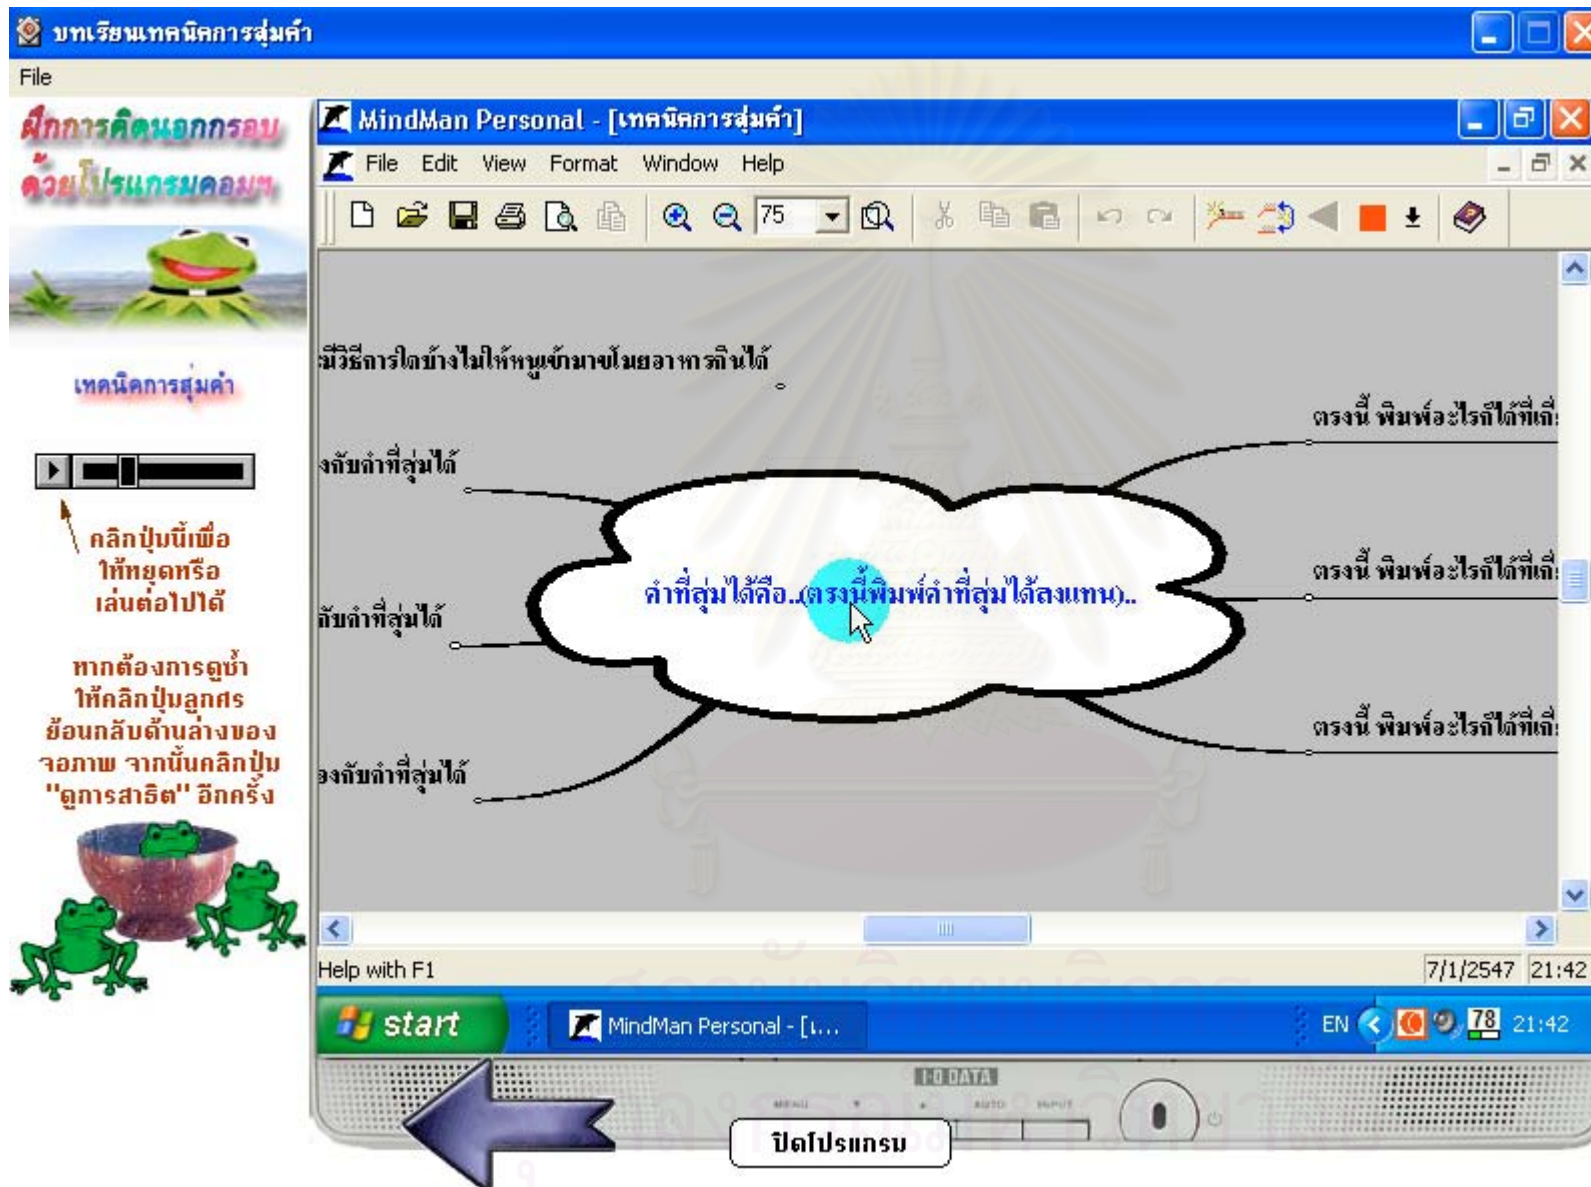 บทเรียนเทคนิคการสุ่มคำ
File
ฝึกการคิดนอกกรอบ
ด้วยโปรแกรมคอมฯ
เทคนิคการสุ่มคำ
คลิกปุ่มนี้เพื่อ
ให้หยุดหรือ
เล่นต่อไปได้
หากต้องการดูซ้ำ
ให้คลิกปุ่มลูกศร
ย้อนกลับด้านล่างของ
จอภาพ จากนั้นคลิกปุ่ม
"ดูการสาธิต" อีกครั้ง
MindMan Personal - [เทคนิคการสุ่มคำ]
File Edit View Format Window Help
75
ะมีวิธีการใดบ้างไม่ให้หนูเข้ามาขโมยอาหารกินได้
ตรงนี้ พิมพ์อะไรก็ได้ที่เกี่
งกับคำที่สุ่มได้
ตรงนี้ พิมพ์อะไรก็ได้ที่เกี่
คำที่สุ่มได้คือ..(ตรงนี้พิมพ์คำที่สุ่มได้ลงแทน)..
กับคำที่สุ่มได้
ตรงนี้ พิมพ์อะไรก็ได้ที่เกี่
องกับคำที่สุ่มได้
Help with F1
7/1/2547 21:42
start
MindMan Personal - [เ...
EN 78 21:42
I-O DATA
MENU AUTO INPUT
ปิดโปรแกรม